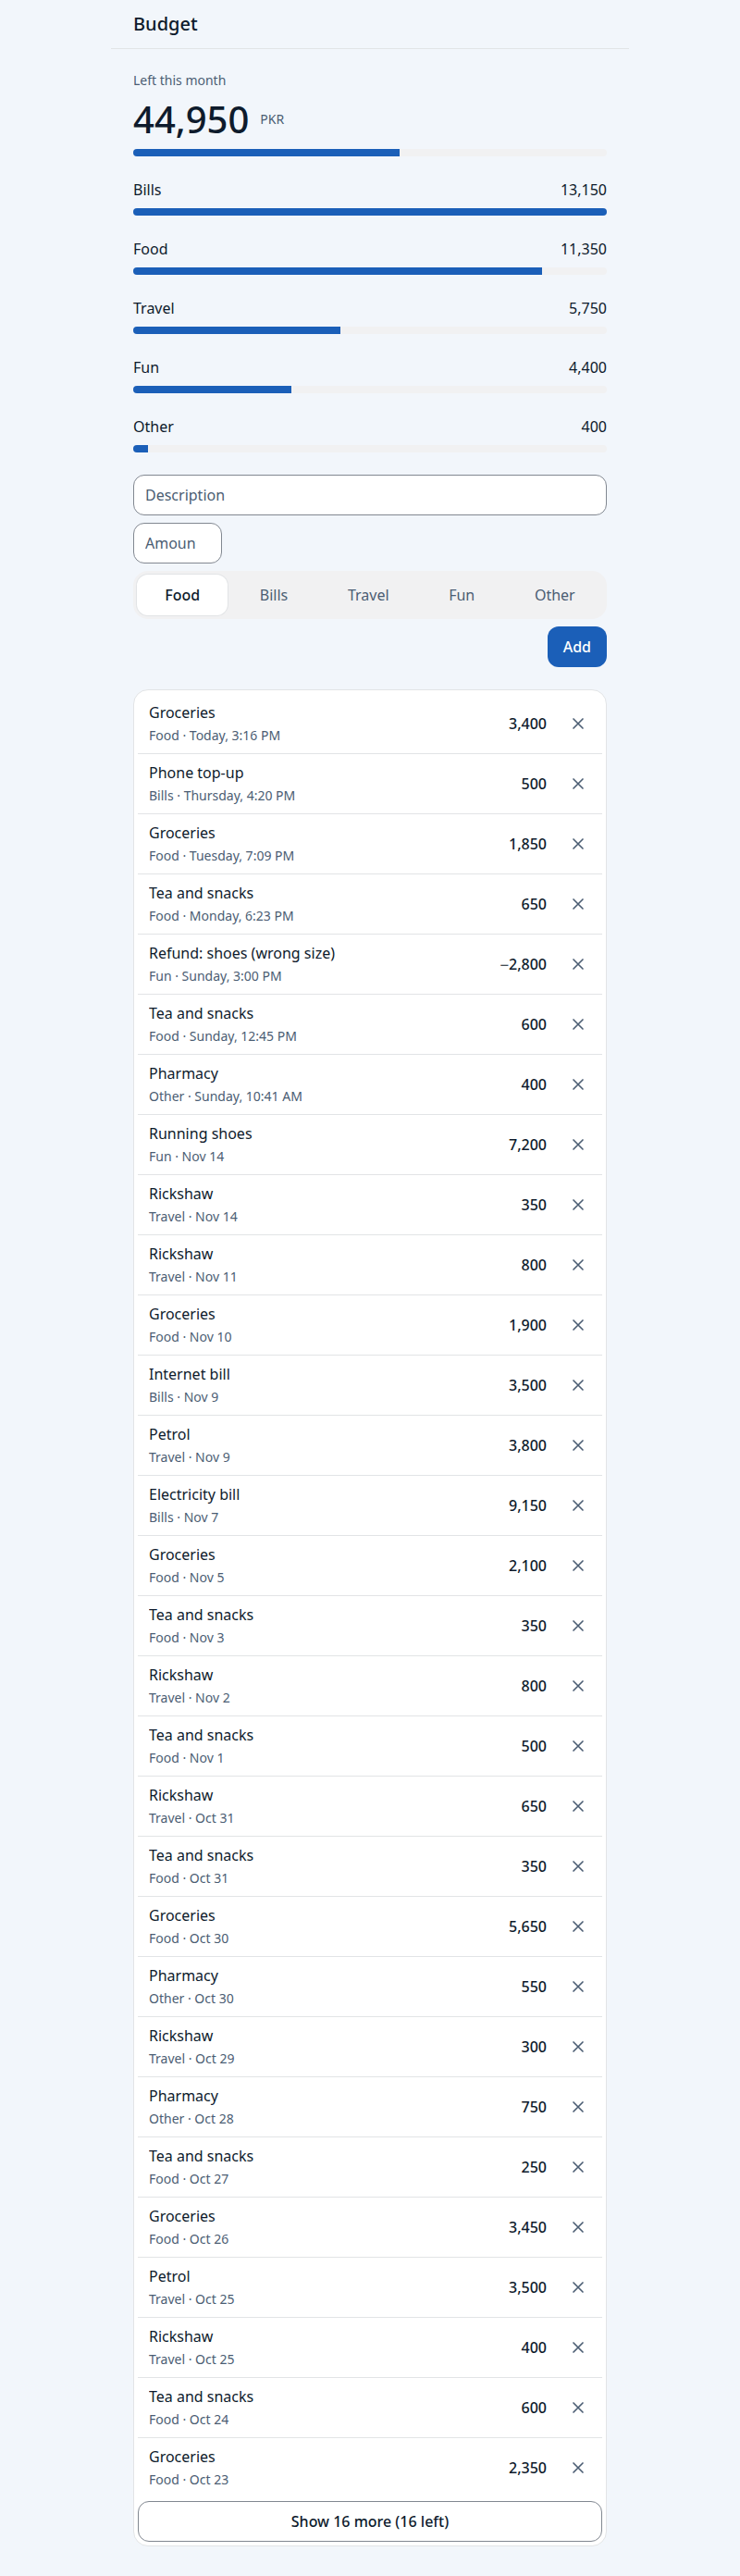 Budget
Left this month
44,950 PKR
Bills 13,150
Food 11,350
Travel 5,750
Fun 4,400
Other 400
Description
Amoun
Food Bills Travel Fun Other
Add
Groceries
Food · Today, 3:16 PM
3,400
Phone top-up
Bills · Thursday, 4:20 PM
500
Groceries
Food · Tuesday, 7:09 PM
1,850
Tea and snacks
Food · Monday, 6:23 PM
650
Refund: shoes (wrong size)
Fun · Sunday, 3:00 PM
−2,800
Tea and snacks
Food · Sunday, 12:45 PM
600
Pharmacy
Other · Sunday, 10:41 AM
400
Running shoes
Fun · Nov 14
7,200
Rickshaw
Travel · Nov 14
350
Rickshaw
Travel · Nov 11
800
Groceries
Food · Nov 10
1,900
Internet bill
Bills · Nov 9
3,500
Petrol
Travel · Nov 9
3,800
Electricity bill
Bills · Nov 7
9,150
Groceries
Food · Nov 5
2,100
Tea and snacks
Food · Nov 3
350
Rickshaw
Travel · Nov 2
800
Tea and snacks
Food · Nov 1
500
Rickshaw
Travel · Oct 31
650
Tea and snacks
Food · Oct 31
350
Groceries
Food · Oct 30
5,650
Pharmacy
Other · Oct 30
550
Rickshaw
Travel · Oct 29
300
Pharmacy
Other · Oct 28
750
Tea and snacks
Food · Oct 27
250
Groceries
Food · Oct 26
3,450
Petrol
Travel · Oct 25
3,500
Rickshaw
Travel · Oct 25
400
Tea and snacks
Food · Oct 24
600
Groceries
Food · Oct 23
2,350
Show 16 more (16 left)